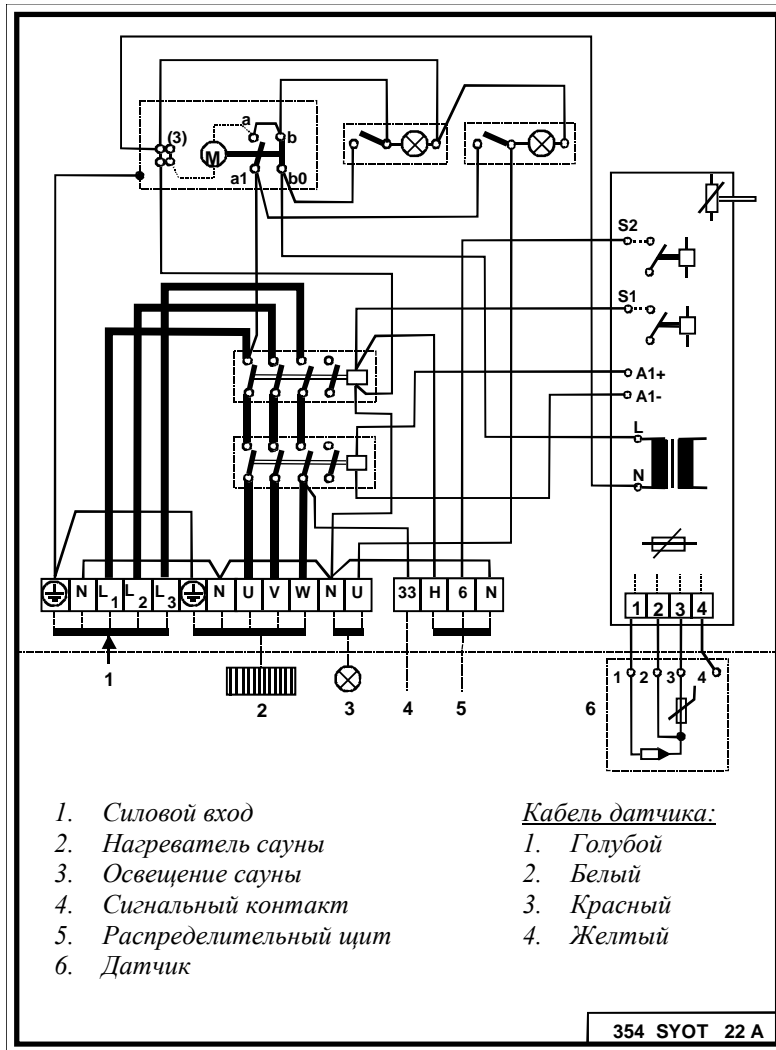 a
b
(3)
M
a1
b0
S2
S1
A1+
A1-
L
N
N L1 L2 L3 N U V W N U 33 H 6 N
1 2 3 4
1 2 3 4
1 2 3 4 5 6
1. Силовой вход
2. Нагреватель сауны
3. Освещение сауны
4. Сигнальный контакт
5. Распределительный щит
6. Датчик
Кабель датчика:
1. Голубой
2. Белый
3. Красный
4. Желтый
354 SYOT 22 A